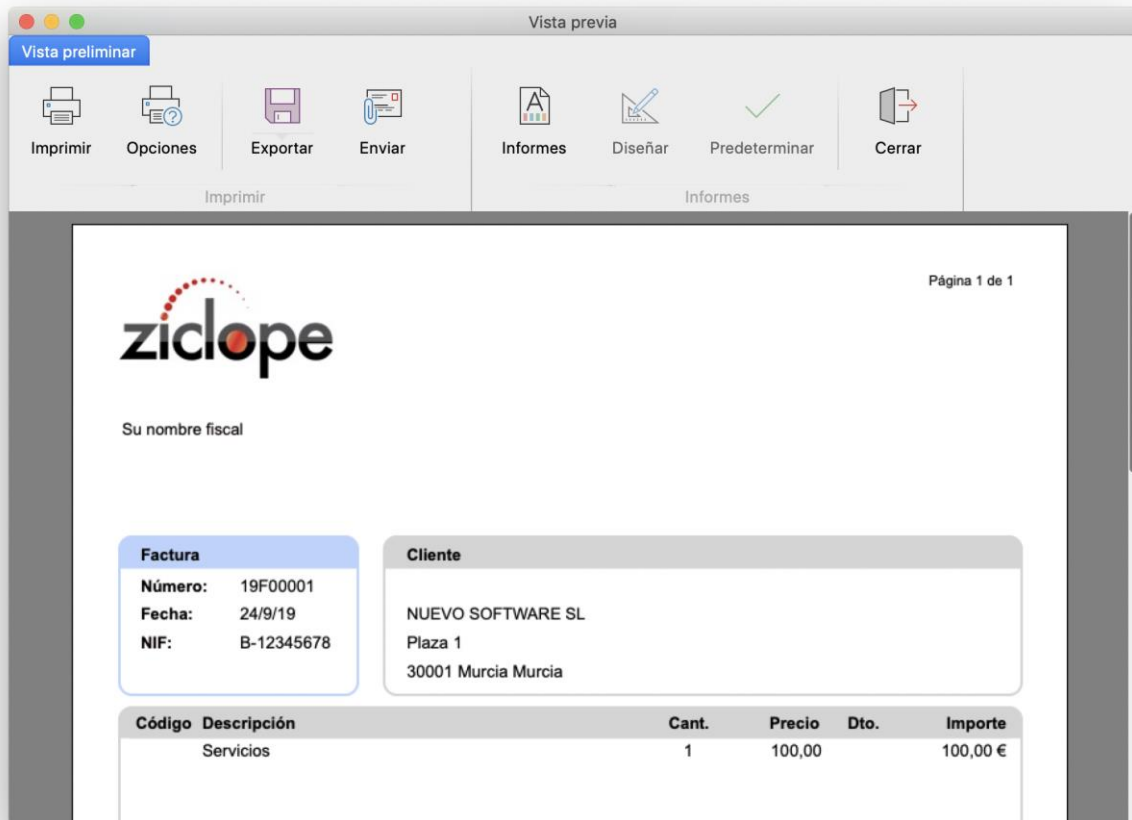 Vista previa
Vista preliminar
Imprimir Opciones Exportar Enviar Informes Diseñar Predeterminar Cerrar
Imprimir Informes
Página 1 de 1
ziclope
Su nombre fiscal
Factura
Número: 19F00001
Fecha: 24/9/19
NIF: B-12345678
Cliente
NUEVO SOFTWARE SL
Plaza 1
30001 Murcia Murcia
Código Descripción Cant. Precio Dto. Importe
Servicios 1 100,00 100,00 €